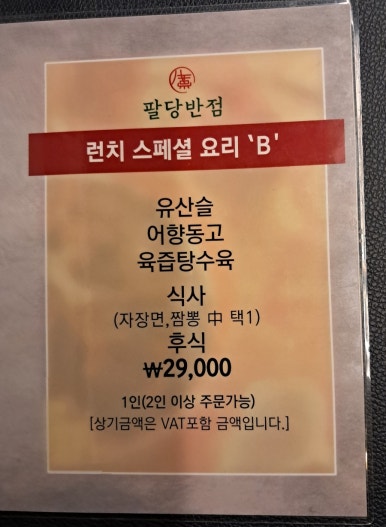 팔당반점
런치 스페셜 요리 `B'
유산슬
어향동고
육즙탕수육
식사
(자장면,짬뽕 中 택1)
후식
₩29,000
1인(2인 이상 주문가능)
[상기금액은 VAT포함 금액입니다.]